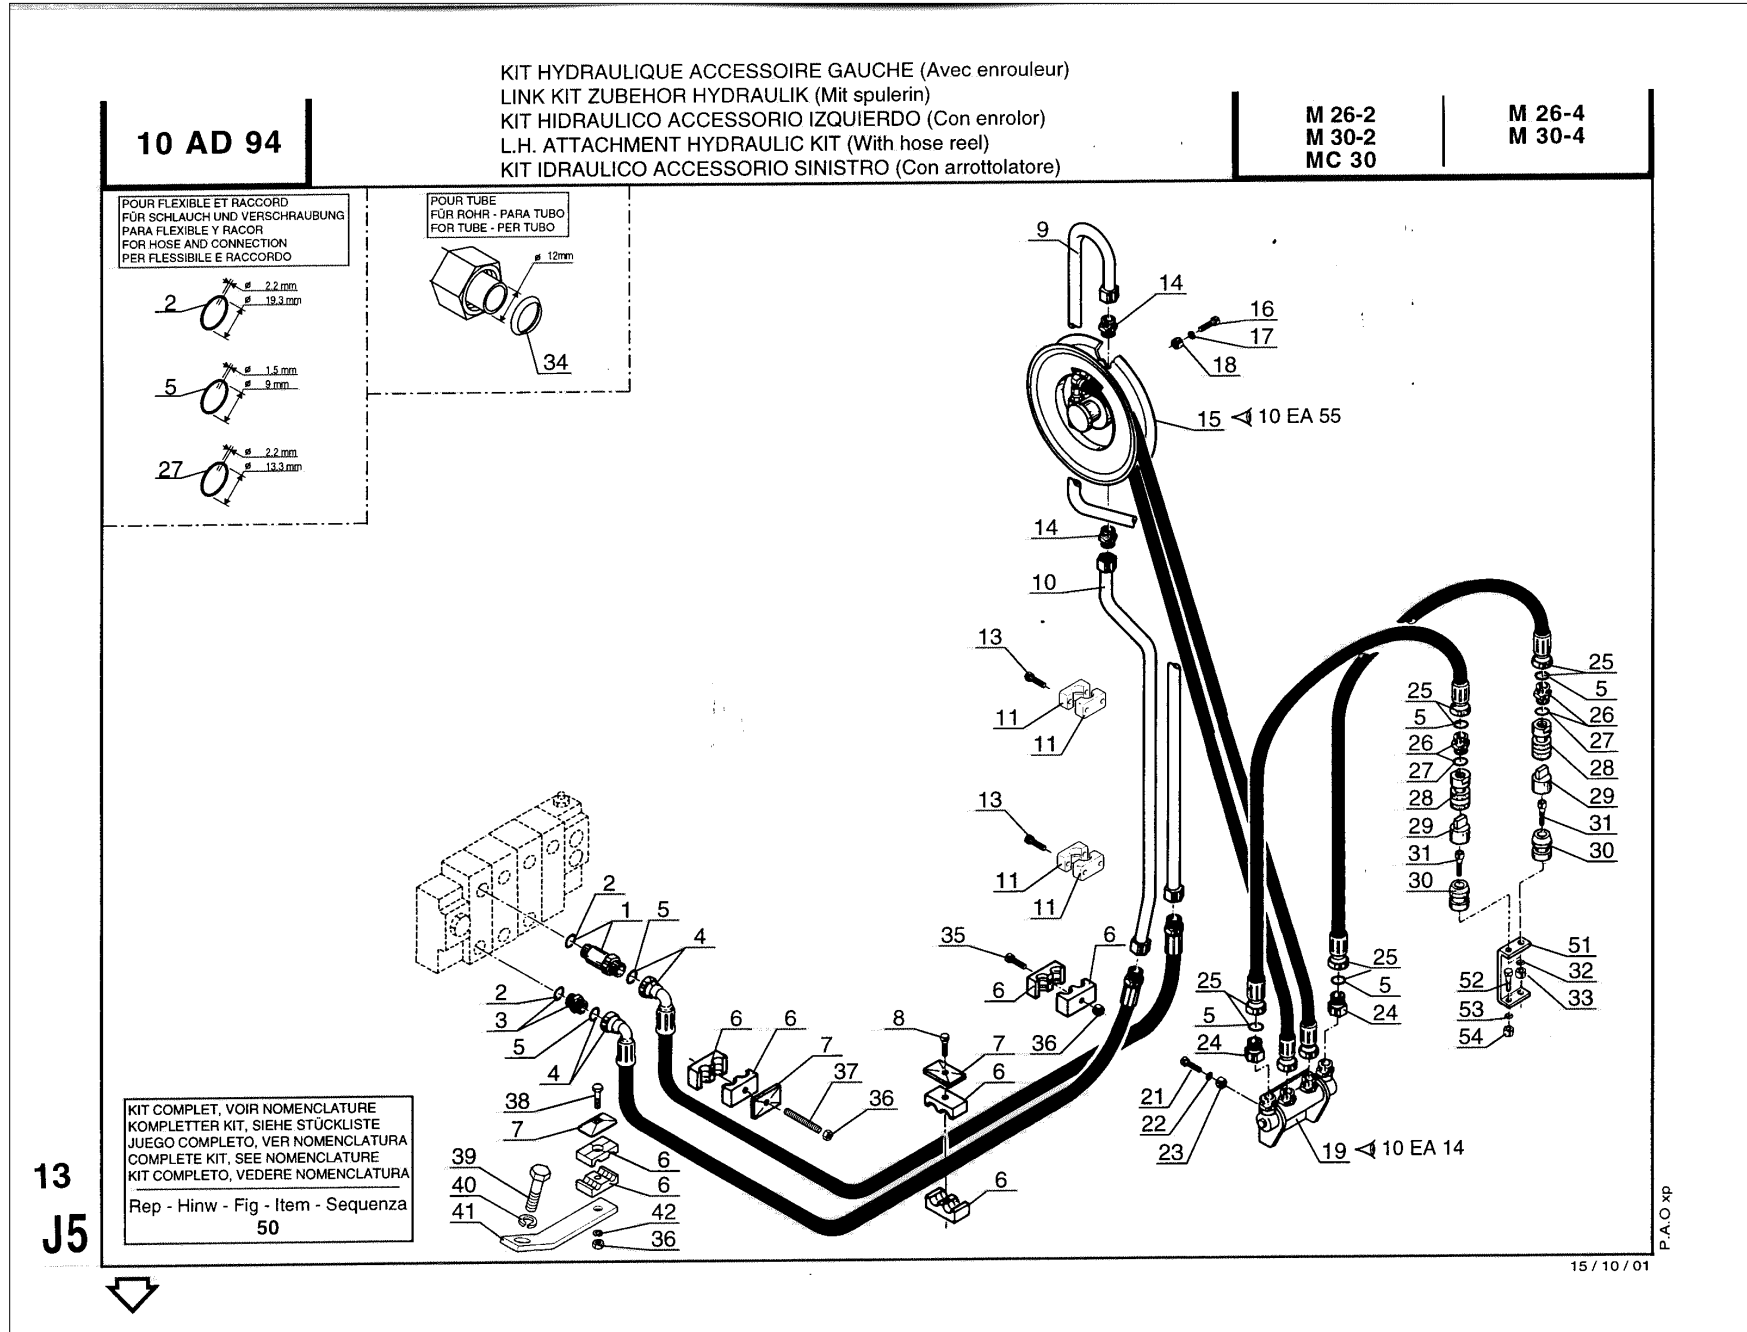 KIT HYDRAULIQUE ACCESSOIRE GAUCHE (Avec enrouleur)
LINK KIT ZUBEHOR HYDRAULIK (Mit spulerin)
KIT HIDRAULICO ACCESSORIO IZQUIERDO (Con enrolor)
L.H. ATTACHMENT HYDRAULIC KIT (With hose reel)
KIT IDRAULICO ACCESSORIO SINISTRO (Con arrottolatore)
10 AD 94
M 26-2
M 30-2
MC 30
M 26-4
M 30-4
POUR FLEXIBLE ET RACCORD
FÜR SCHLAUCH UND VERSCHRAUBUNG
PARA FLEXIBLE Y RACOR
FOR HOSE AND CONNECTION
PER FLESSIBILE E RACCORDO
2
ø 2.2 mm
ø 19.3 mm
5
ø 1.5 mm
ø 9 mm
27
ø 2.2 mm
ø 13.3 mm
POUR TUBE
FÜR ROHR - PARA TUBO
FOR TUBE - PER TUBO
ø 12mm
34
9
14
16
17
18
15 10 EA 55
14
10
13
11
11
13
11
11
25
5
26
27
28
29
31
30
25
5
26
27
28
29
31
30
2
1
5
4
2
3
5
4
35
6
6
36
6
6
7
37
36
8
7
6
6
38
7
39
40
41
6
6
42
36
25
5
24
25
5
24
21
22
23
19 10 EA 14
51
32
33
52
53
54
KIT COMPLET, VOIR NOMENCLATURE
KOMPLETTER KIT, SIEHE STÜCKLISTE
JUEGO COMPLETO, VER NOMENCLATURA
COMPLETE KIT, SEE NOMENCLATURE
KIT COMPLETO, VEDERE NOMENCLATURA
Rep - Hinw - Fig - Item - Sequenza
50
13
J5
P.A.O xp
15 / 10 / 01